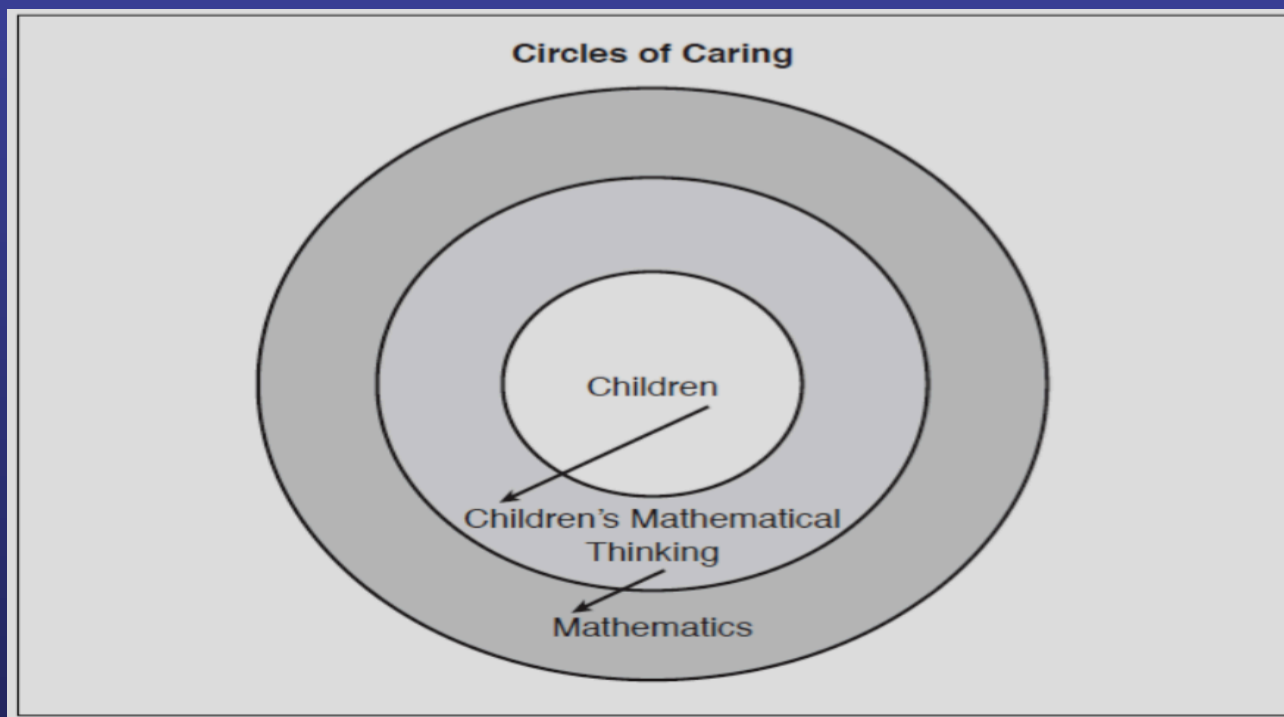 Circles of Caring
Children
Children's Mathematical
Thinking
Mathematics